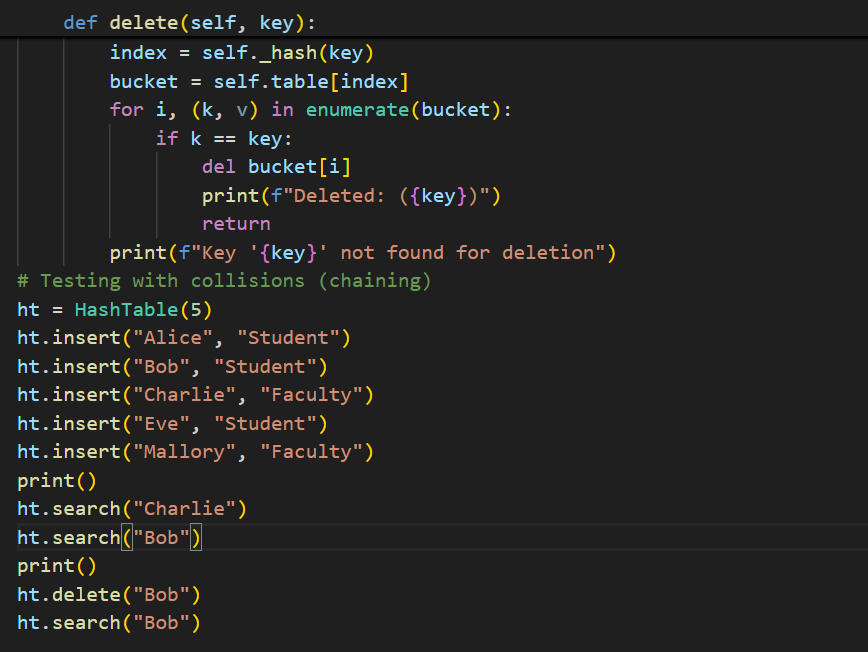 def delete(self, key):
        index = self._hash(key)
        bucket = self.table[index]
        for i, (k, v) in enumerate(bucket):
            if k == key:
                del bucket[i]
                print(f"Deleted: ({key})")
                return
        print(f"Key '{key}' not found for deletion")
# Testing with collisions (chaining)
ht = HashTable(5)
ht.insert("Alice", "Student")
ht.insert("Bob", "Student")
ht.insert("Charlie", "Faculty")
ht.insert("Eve", "Student")
ht.insert("Mallory", "Faculty")
print()
ht.search("Charlie")
ht.search("Bob")
print()
ht.delete("Bob")
ht.search("Bob")